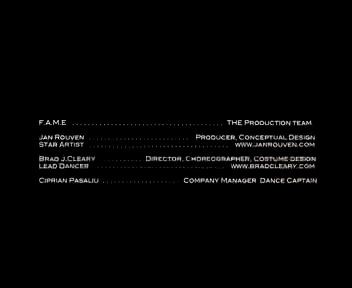 F.A.M.E ...................................... The Production team
Jan Rouven ......................... Producer, Conceptual Design
Star Artist .................................... www.janrouven.com
Brad J.Cleary .......... Director, Choreographer, Costume design
Lead Dancer .................................... www.bradcleary.com
Ciprian Pasaliu ................... Company Manager Dance Captain